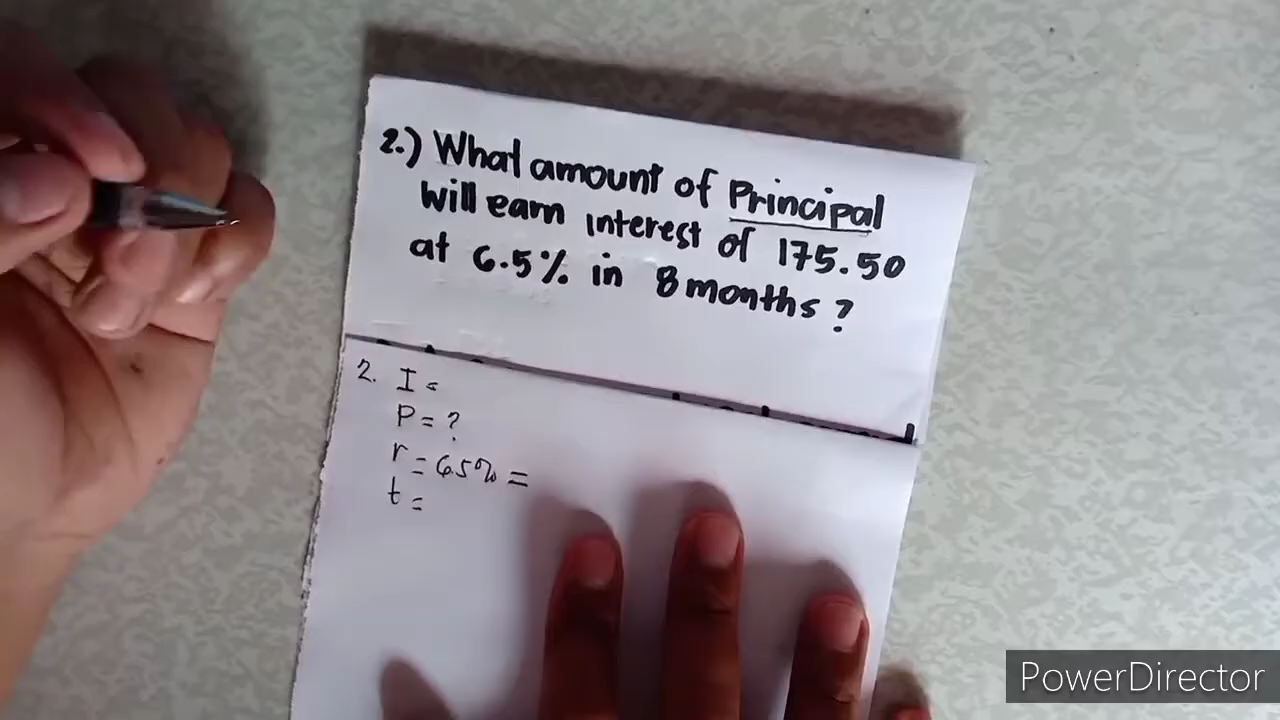 2.) What amount of Principal
will earn interest of 175.50
at 6.5% in 8 months?
2. I =
P = ?
r = 6.5% =
t =
PowerDirector